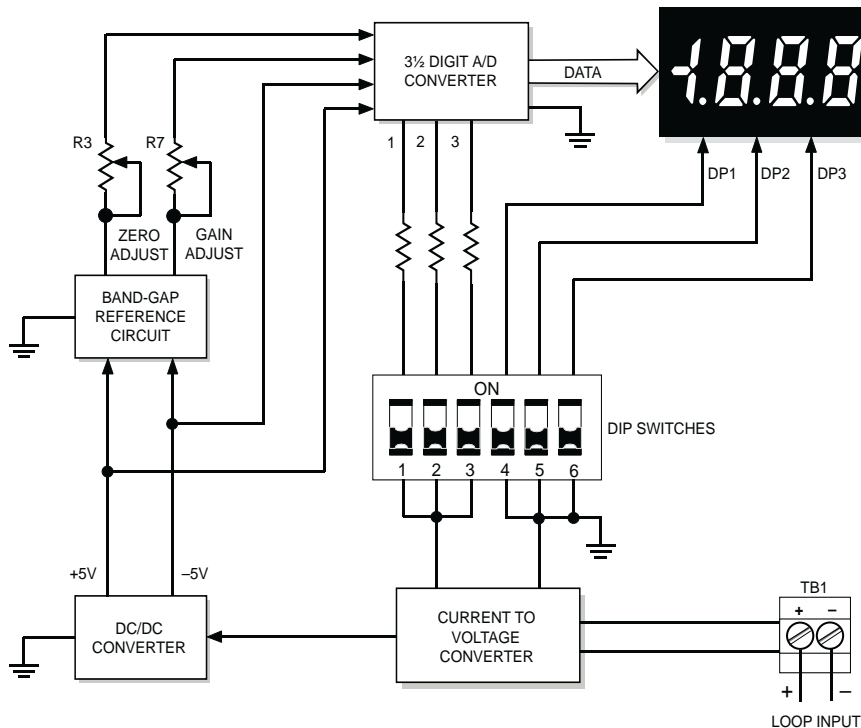 3½ DIGIT A/D
CONVERTER
DATA
-1.8.8.8
R3
R7
1
2
3
DP1
DP2
DP3
ZERO
ADJUST
GAIN
ADJUST
BAND-GAP
REFERENCE
CIRCUIT
ON
DIP SWITCHES
1 2 3 4 5 6
+5V
–5V
DC/DC
CONVERTER
CURRENT TO
VOLTAGE
CONVERTER
TB1
+ –
+ –
LOOP INPUT